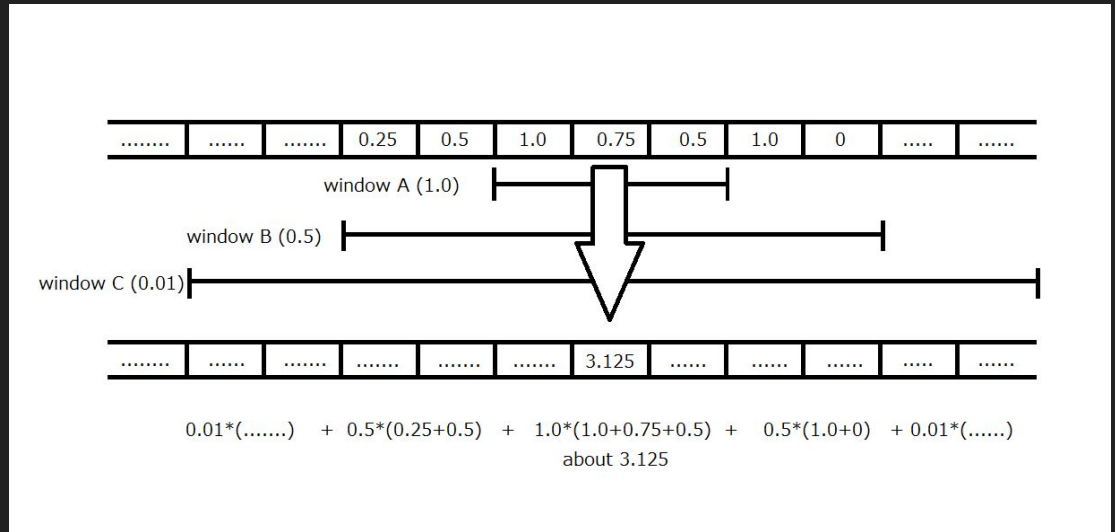 ........ ...... ....... 0.25 0.5 1.0 0.75 0.5 1.0 0 ..... ......
window A (1.0)
window B (0.5)
window C (0.01)
........ ...... ....... ....... ....... ....... 3.125 ...... ...... ...... ..... ......
0.01*(.......) + 0.5*(0.25+0.5) + 1.0*(1.0+0.75+0.5) + 0.5*(1.0+0) + 0.01*(......)
about 3.125